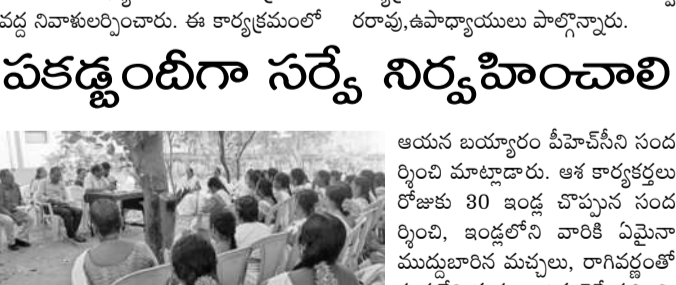 వద్ద నివాళులర్పించారు. ఈ కార్యక్రమంలో
రరావు,ఉపాధ్యాయులు పాల్గొన్నారు.
పకడ్బందీగా సర్వే నిర్వహించాలి
ఆయన బయ్యారం పీహెచ్‌సీని సంద
ర్శించి మాట్లాడారు. ఆశ కార్యకర్తలు
రోజుకు 30 ఇండ్ల చొప్పున సంద
ర్శించి, ఇండ్లలోని వారికి ఏమైనా
ముద్దుబారిన మచ్చలు, రాగివర్ణంతో